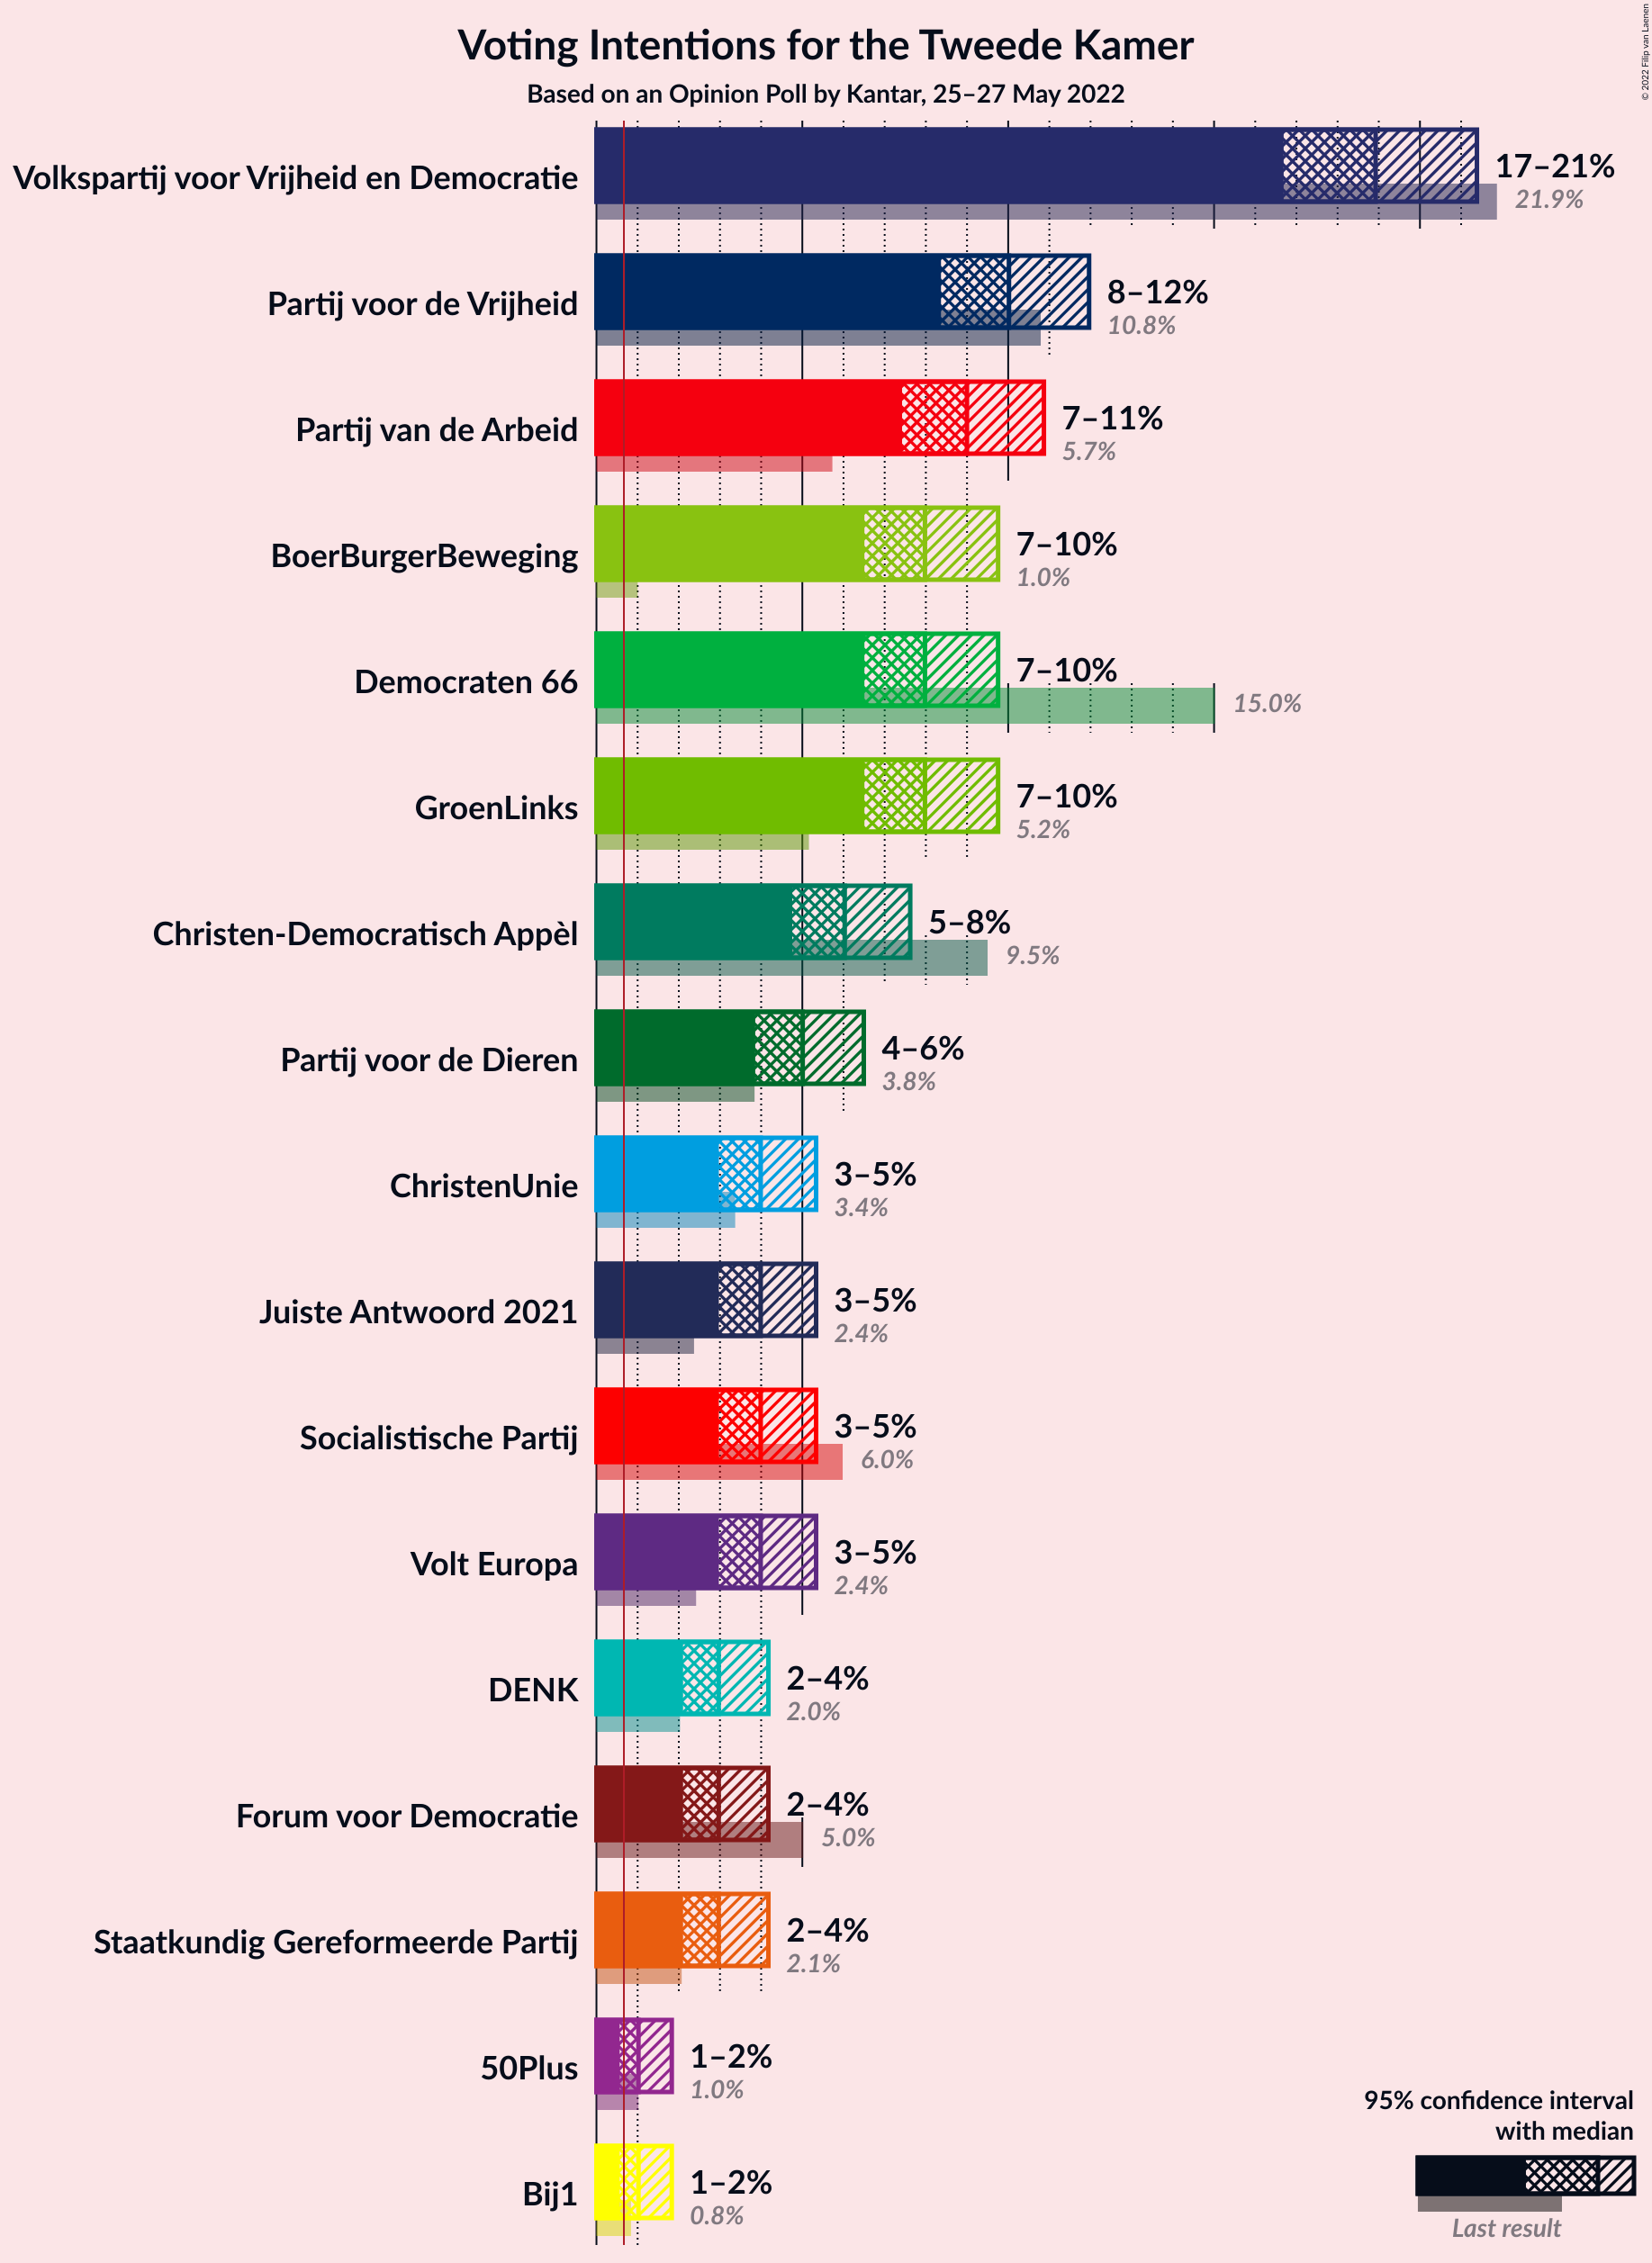 Voting Intentions for the Tweede Kamer
Based on an Opinion Poll by Kantar, 25–27 May 2022
© 2022 Filip van Laenen
Volkspartij voor Vrijheid en Democratie
17–21%
21.9%
Partij voor de Vrijheid
8–12%
10.8%
Partij van de Arbeid
7–11%
5.7%
BoerBurgerBeweging
7–10%
1.0%
Democraten 66
7–10%
15.0%
GroenLinks
7–10%
5.2%
Christen-Democratisch Appèl
5–8%
9.5%
Partij voor de Dieren
4–6%
3.8%
ChristenUnie
3–5%
3.4%
Juiste Antwoord 2021
3–5%
2.4%
Socialistische Partij
3–5%
6.0%
Volt Europa
3–5%
2.4%
DENK
2–4%
2.0%
Forum voor Democratie
2–4%
5.0%
Staatkundig Gereformeerde Partij
2–4%
2.1%
50Plus
1–2%
1.0%
Bij1
1–2%
0.8%
95% confidence interval
with median
Last result